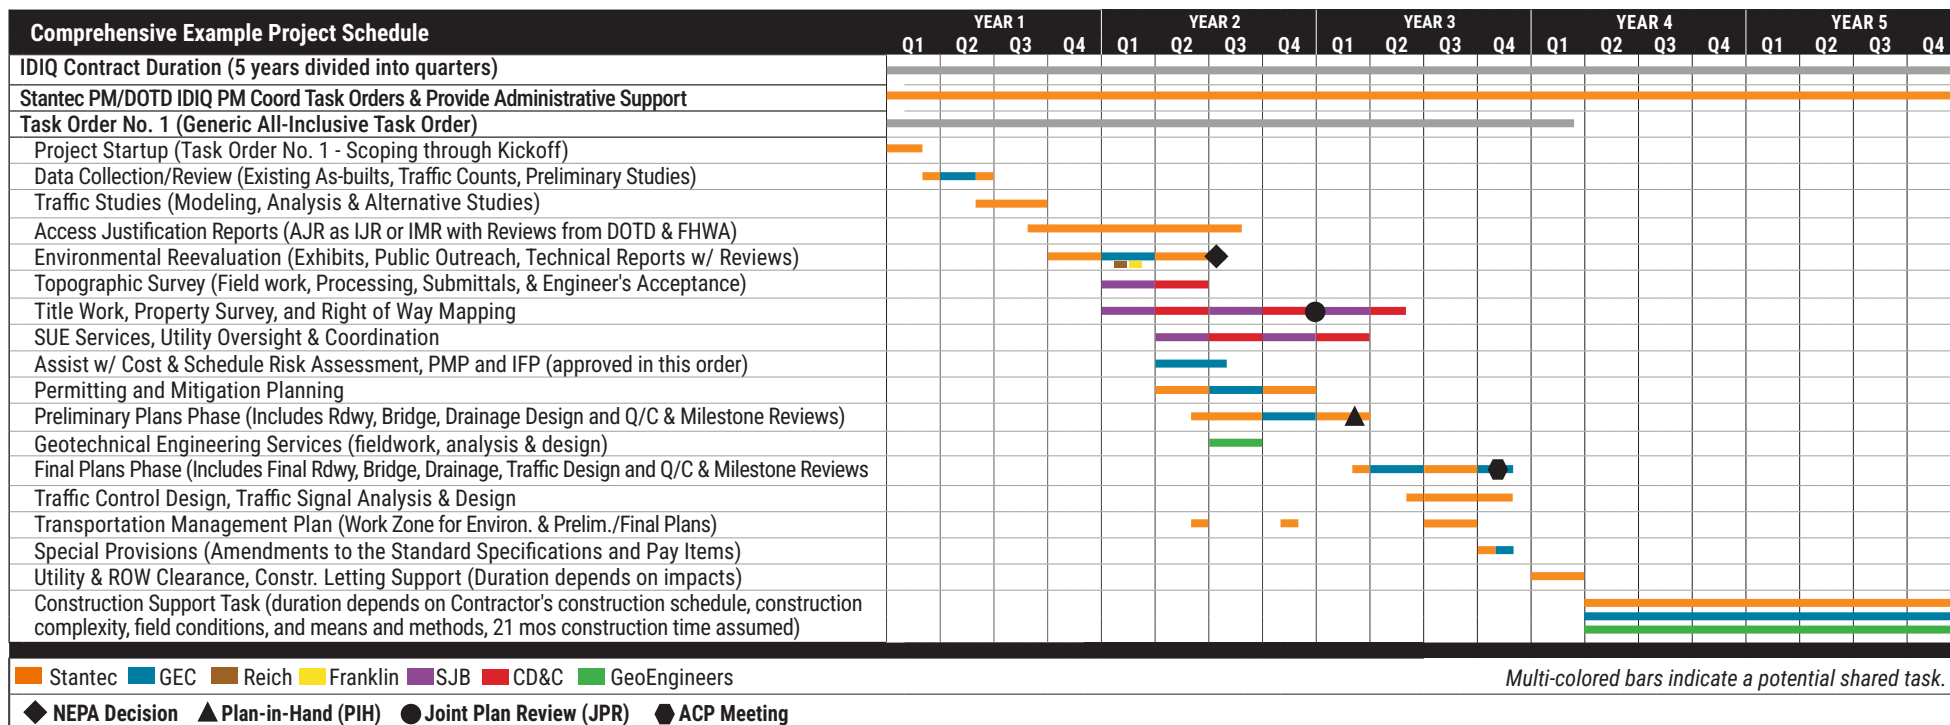 Comprehensive Example Project Schedule
YEAR 1 YEAR 2 YEAR 3 YEAR 4 YEAR 5
Q1 Q2 Q3 Q4 Q1 Q2 Q3 Q4 Q1 Q2 Q3 Q4 Q1 Q2 Q3 Q4 Q1 Q2 Q3 Q4
IDIQ Contract Duration (5 years divided into quarters)
Stantec PM/DOTD IDIQ PM Coord Task Orders & Provide Administrative Support
Task Order No. 1 (Generic All-Inclusive Task Order)
Project Startup (Task Order No. 1 - Scoping through Kickoff)
Data Collection/Review (Existing As-builts, Traffic Counts, Preliminary Studies)
Traffic Studies (Modeling, Analysis & Alternative Studies)
Access Justification Reports (AJR as IJR or IMR with Reviews from DOTD & FHWA)
Environmental Reevaluation (Exhibits, Public Outreach, Technical Reports w/ Reviews)
Topographic Survey (Field work, Processing, Submittals, & Engineer's Acceptance)
Title Work, Property Survey, and Right of Way Mapping
SUE Services, Utility Oversight & Coordination
Assist w/ Cost & Schedule Risk Assessment, PMP and IFP (approved in this order)
Permitting and Mitigation Planning
Preliminary Plans Phase (Includes Rdwy, Bridge, Drainage Design and Q/C & Milestone Reviews)
Geotechnical Engineering Services (fieldwork, analysis & design)
Final Plans Phase (Includes Final Rdwy, Bridge, Drainage, Traffic Design and Q/C & Milestone Reviews
Traffic Control Design, Traffic Signal Analysis & Design
Transportation Management Plan (Work Zone for Environ. & Prelim./Final Plans)
Special Provisions (Amendments to the Standard Specifications and Pay Items)
Utility & ROW Clearance, Constr. Letting Support (Duration depends on impacts)
Construction Support Task (duration depends on Contractor's construction schedule, construction
complexity, field conditions, and means and methods, 21 mos construction time assumed)
Stantec GEC Reich Franklin SJB CD&C GeoEngineers Multi-colored bars indicate a potential shared task.
NEPA Decision Plan-in-Hand (PIH) Joint Plan Review (JPR) ACP Meeting